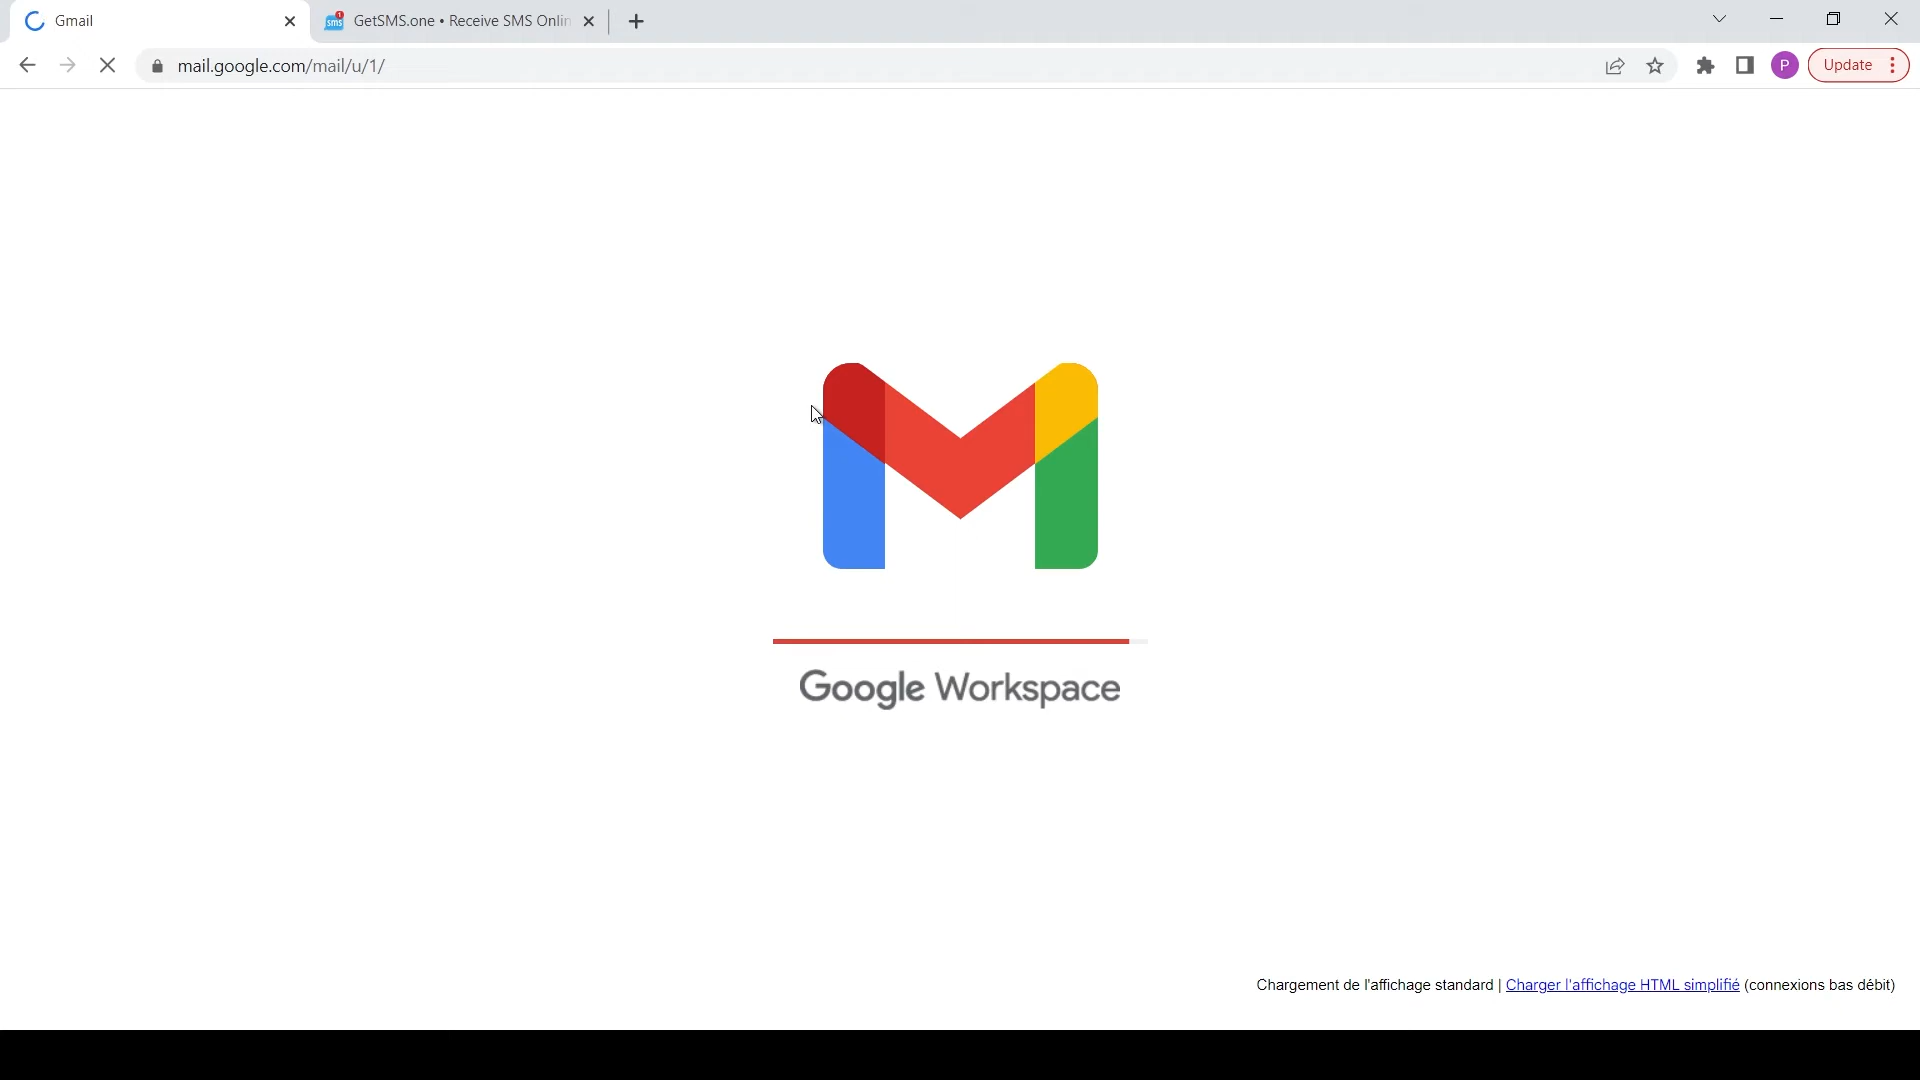 Gmail
GetSMS.one • Receive SMS Onlin
mail.google.com/mail/u/1/
P
Update
Google Workspace
Chargement de l'affichage standard | Charger l'affichage HTML simplifié (connexions bas débit)